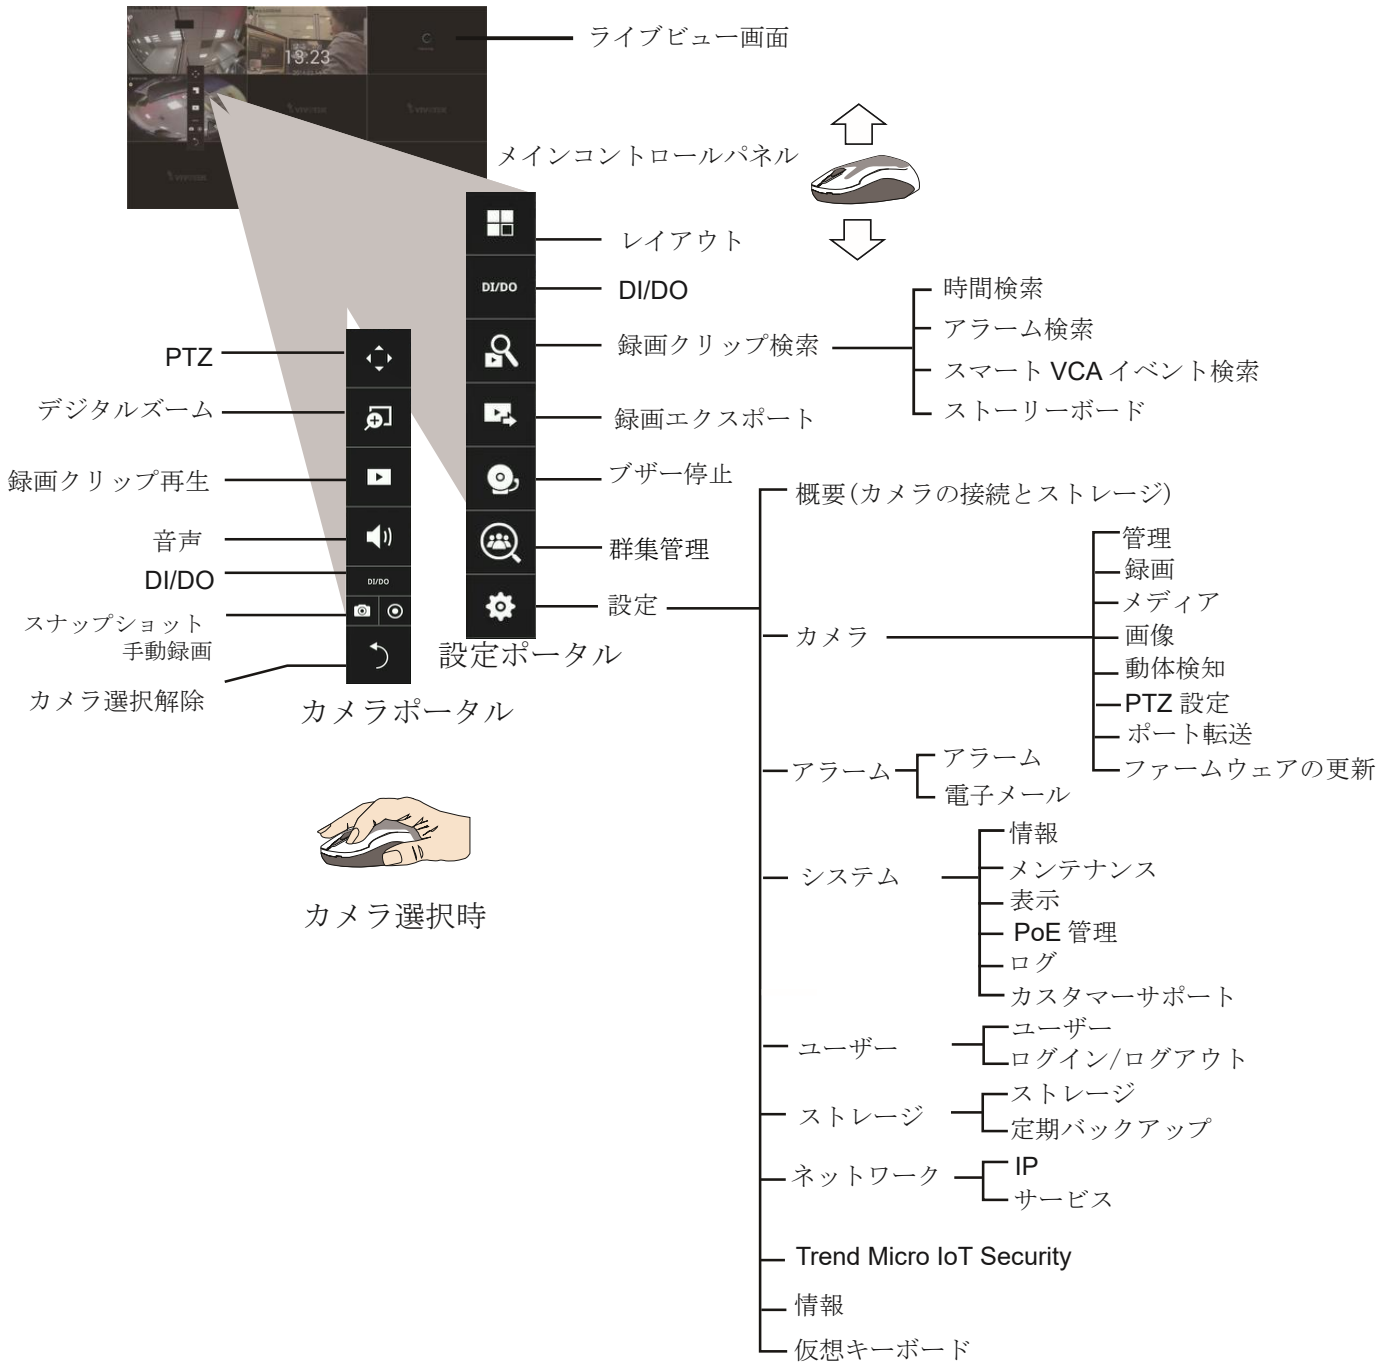 13:23
ライブビュー画面
メインコントロールパネル
レイアウト
DI/DO
DI/DO
録画クリップ検索
時間検索
アラーム検索
スマート VCA イベント検索
ストーリーボード
録画エクスポート
ブザー停止
群集管理
設定
設定ポータル
PTZ
デジタルズーム
録画クリップ再生
音声
DI/DO
DI/DO
スナップショット
手動録画
カメラ選択解除
カメラポータル
カメラ選択時
概要(カメラの接続とストレージ)
カメラ
管理
録画
メディア
画像
動体検知
PTZ 設定
ポート転送
ファームウェアの更新
アラーム
アラーム
電子メール
システム
情報
メンテナンス
表示
PoE 管理
ログ
カスタマーサポート
ユーザー
ユーザー
ログイン/ログアウト
ストレージ
ストレージ
定期バックアップ
ネットワーク
IP
サービス
Trend Micro IoT Security
情報
仮想キーボード